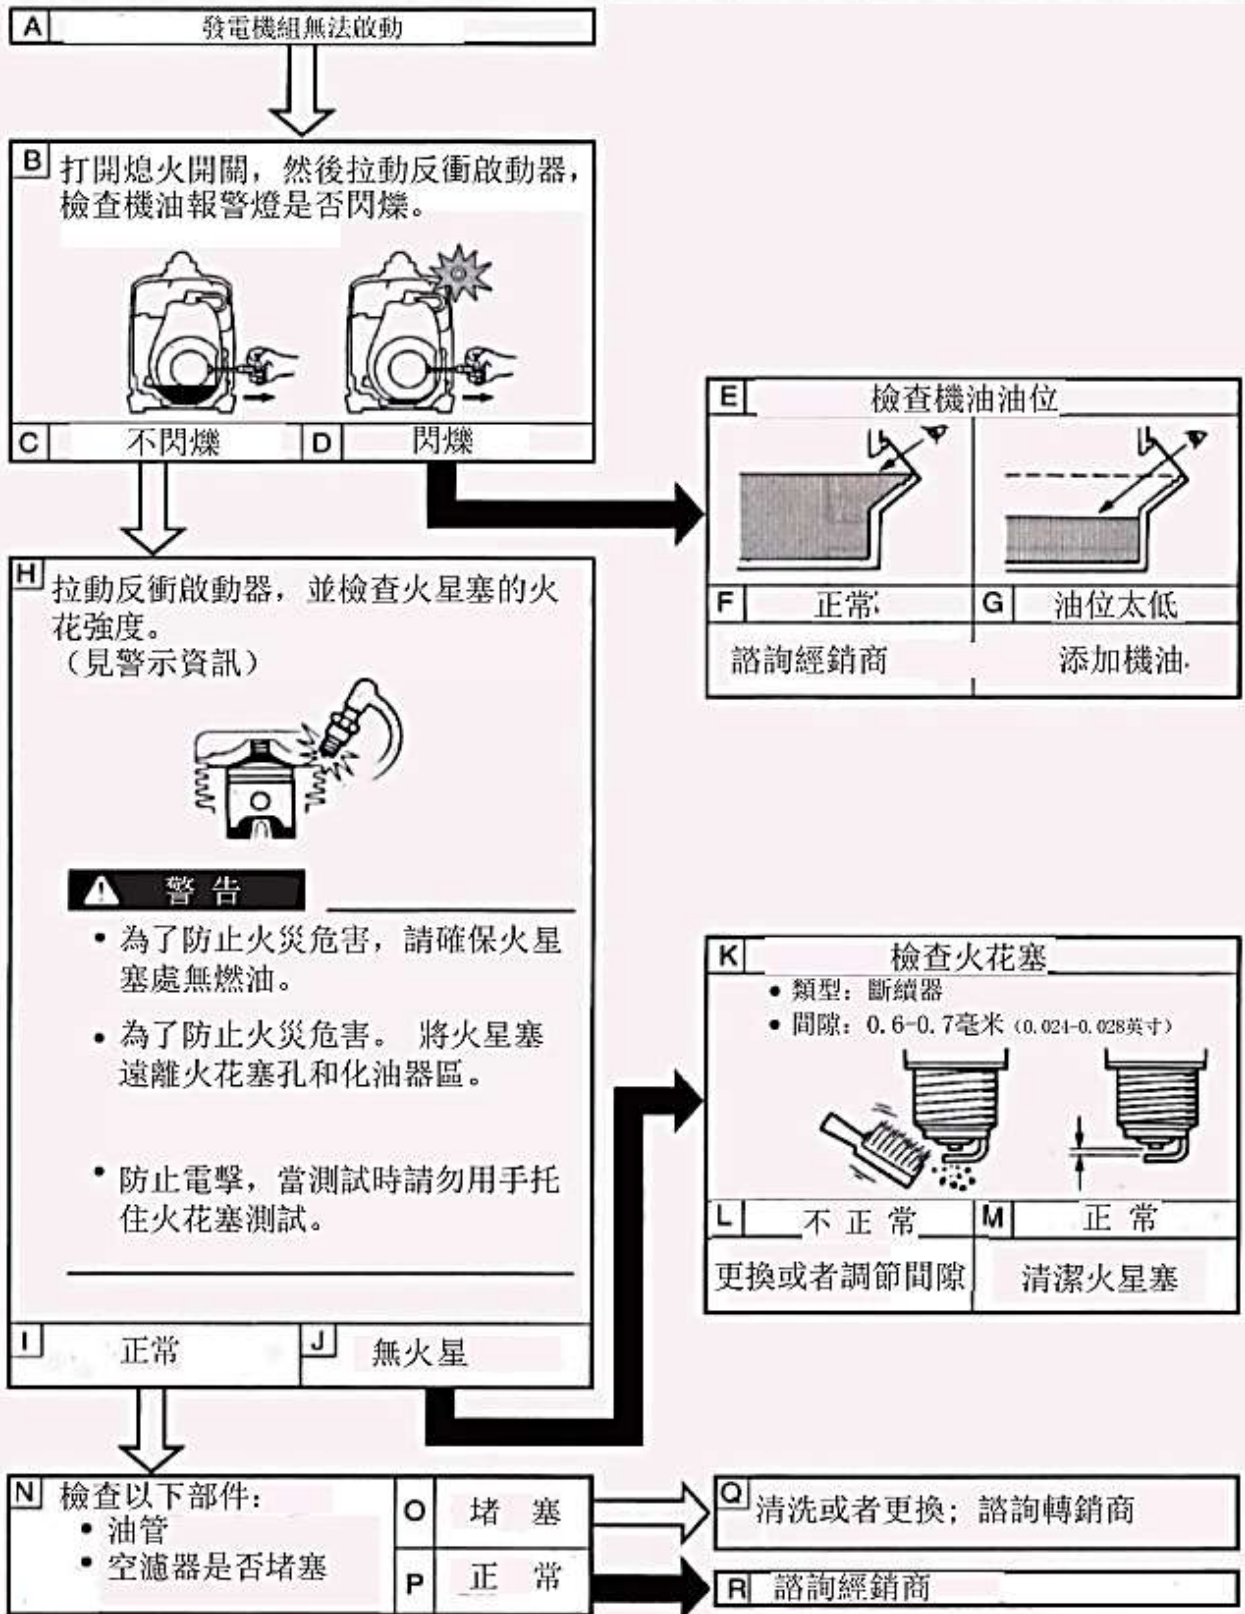 A 發電機組無法啟動
B 打開熄火開關，然後拉動反衝啟動器，
檢查機油報警燈是否閃爍。
C 不閃爍 D 閃爍
E 檢查機油油位
F 正常 G 油位太低
諮詢經銷商 添加機油
H 拉動反衝啟動器，並檢查火星塞的火
花強度。
（見警示資訊）
警告
• 為了防止火災危害，請確保火星
塞處無燃油。
• 為了防止火災危害。 將火星塞
遠離火花塞孔和化油器區。
• 防止電擊，當測試時請勿用手托
住火花塞測試。
I 正常 J 無火星
K 檢查火花塞
• 類型：斷續器
• 間隙：0.6-0.7毫米（0.024-0.028英寸）
L 不正常 M 正常
更換或者調節間隙 清潔火星塞
N 檢查以下部件：
• 油管
• 空濾器是否堵塞
O 堵 塞
P 正 常
Q 清洗或者更換；諮詢轉銷商
R 諮詢經銷商